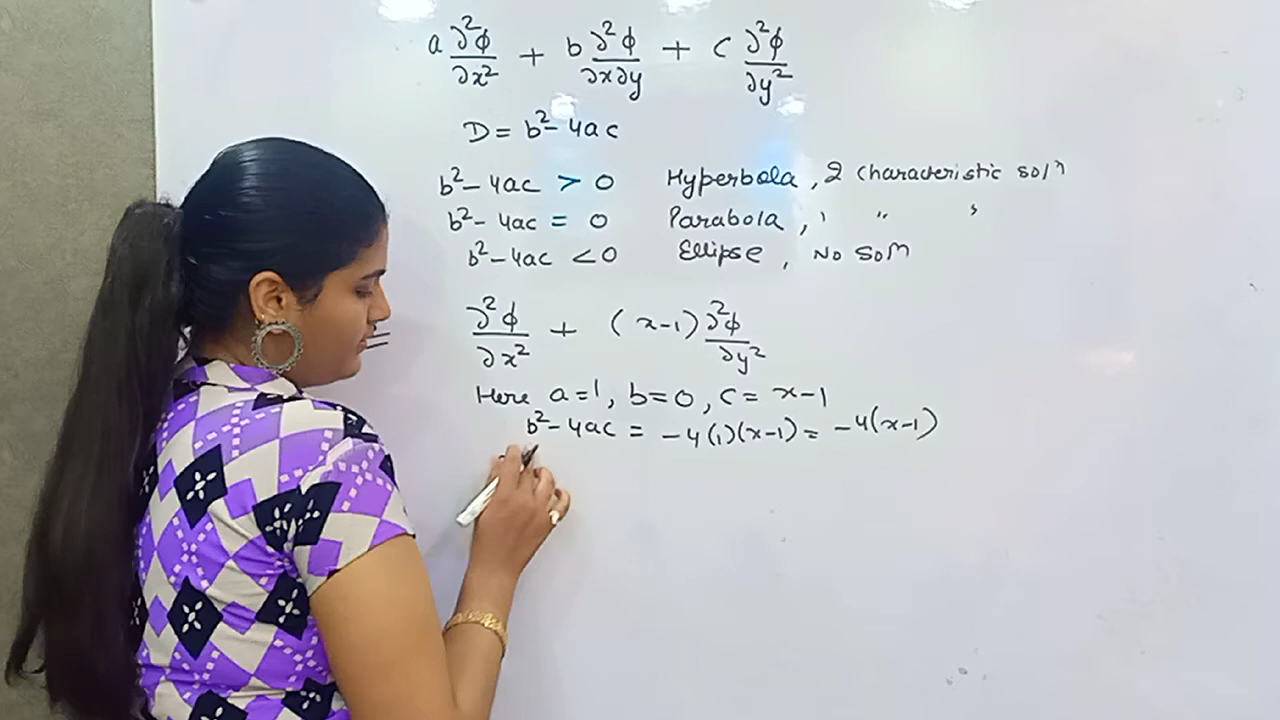 a ∂²ϕ/∂x² + b ∂²ϕ/∂x∂y + c ∂²ϕ/∂y²
D = b² - 4ac
b² - 4ac > 0 Hyperbola, 2 characteristic solⁿ
b² - 4ac = 0 Parabola, 1 " "
b² - 4ac < 0 Ellipse, No solⁿ
∂²ϕ/∂x² + (x-1) ∂²ϕ/∂y²
Here a=1, b=0, c= x-1
b² - 4ac = -4(1)(x-1) = -4(x-1)